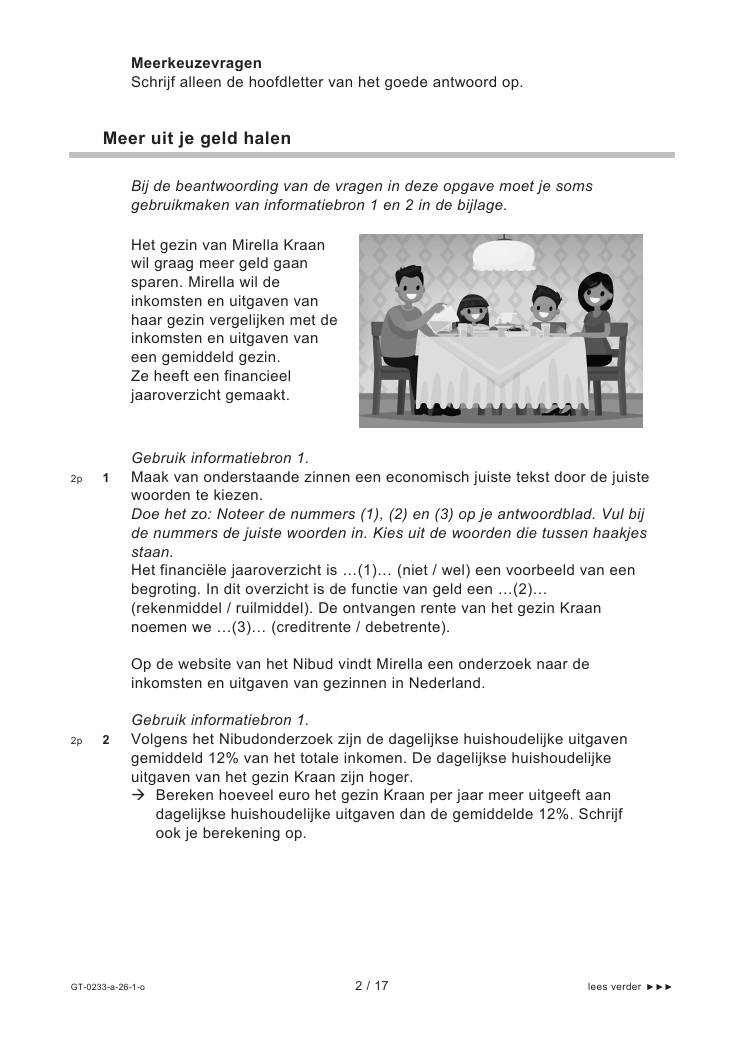 Meerkeuzevragen
Schrijf alleen de hoofdletter van het goede antwoord op.
Meer uit je geld halen
Bij de beantwoording van de vragen in deze opgave moet je soms
gebruikmaken van informatiebron 1 en 2 in de bijlage.
Het gezin van Mirella Kraan
wil graag meer geld gaan
sparen. Mirella wil de
inkomsten en uitgaven van
haar gezin vergelijken met de
inkomsten en uitgaven van
een gemiddeld gezin.
Ze heeft een financieel
jaaroverzicht gemaakt.
Gebruik informatiebron 1.
2p 1 Maak van onderstaande zinnen een economisch juiste tekst door de juiste
woorden te kiezen.
Doe het zo: Noteer de nummers (1), (2) en (3) op je antwoordblad. Vul bij
de nummers de juiste woorden in. Kies uit de woorden die tussen haakjes
staan.
Het financiële jaaroverzicht is …(1)… (niet / wel) een voorbeeld van een
begroting. In dit overzicht is de functie van geld een …(2)…
(rekenmiddel / ruilmiddel). De ontvangen rente van het gezin Kraan
noemen we …(3)… (creditrente / debetrente).
Op de website van het Nibud vindt Mirella een onderzoek naar de
inkomsten en uitgaven van gezinnen in Nederland.
Gebruik informatiebron 1.
2p 2 Volgens het Nibudonderzoek zijn de dagelijkse huishoudelijke uitgaven
gemiddeld 12% van het totale inkomen. De dagelijkse huishoudelijke
uitgaven van het gezin Kraan zijn hoger.
→ Bereken hoeveel euro het gezin Kraan per jaar meer uitgeeft aan
dagelijkse huishoudelijke uitgaven dan de gemiddelde 12%. Schrijf
ook je berekening op.
GT-0233-a-26-1-o 2 / 17 lees verder ►►►